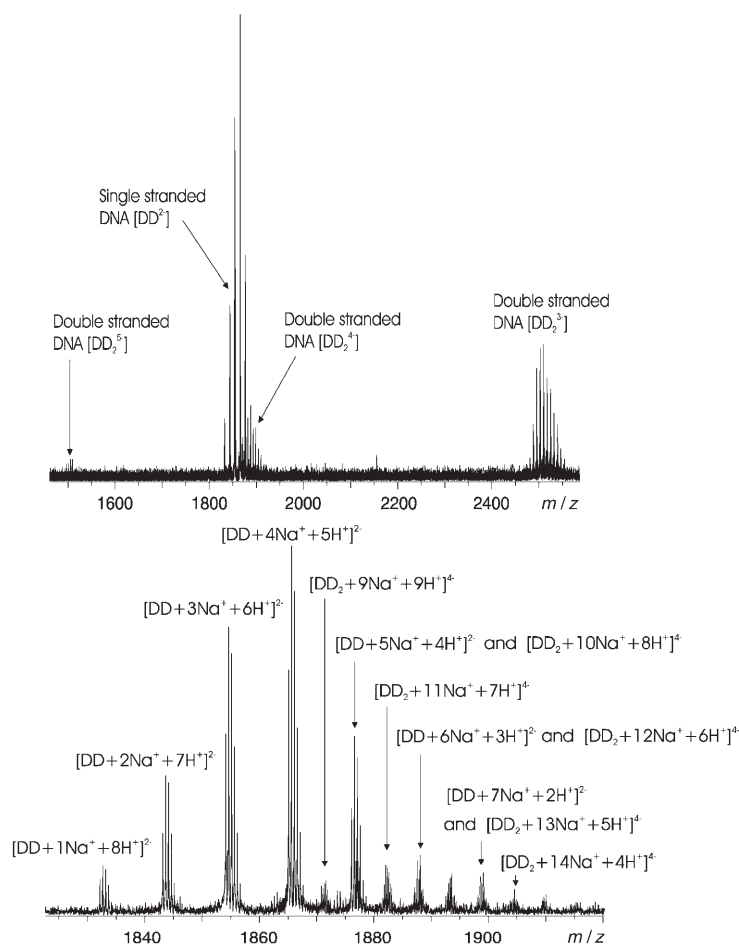 Single stranded
DNA [DD²⁻]
Double stranded
DNA [DD₂⁵⁻]
Double stranded
DNA [DD₂⁴⁻]
Double stranded
DNA [DD₂³⁻]
1600 1800 2000 2200 2400 m/z
[DD+4Na⁺+5H⁺]²⁻
[DD₂+9Na⁺+9H⁺]⁴⁻
[DD+3Na⁺+6H⁺]²⁻
[DD+5Na⁺+4H⁺]²⁻ and [DD₂+10Na⁺+8H⁺]⁴⁻
[DD₂+11Na⁺+7H⁺]⁴⁻
[DD+6Na⁺+3H⁺]²⁻ and [DD₂+12Na⁺+6H⁺]⁴⁻
[DD+2Na⁺+7H⁺]²⁻
[DD+7Na⁺+2H⁺]²⁻
and [DD₂+13Na⁺+5H⁺]⁴⁻
[DD+1Na⁺+8H⁺]²⁻
[DD₂+14Na⁺+4H⁺]⁴⁻
1840 1860 1880 1900 m/z